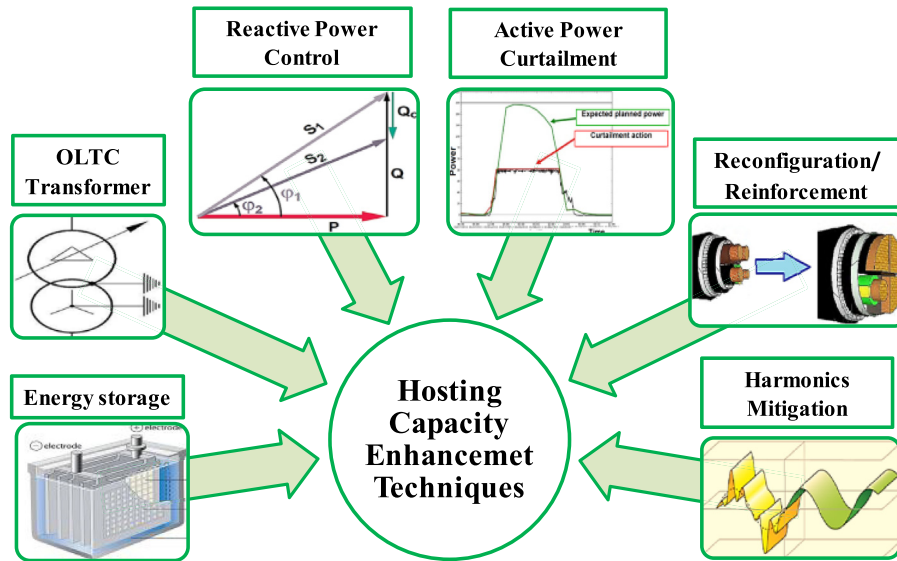 Reactive Power
Control
Active Power
Curtailment
OLTC
Transformer
Reconfiguration/
Reinforcement
Energy storage
Harmonics
Mitigation
Hosting
Capacity
Enhancemet
Techniques
S1
S2
φ1
φ2
P
Q
Qc
Power
Expected planned power
Curtailment action
Time
electrode
electrode